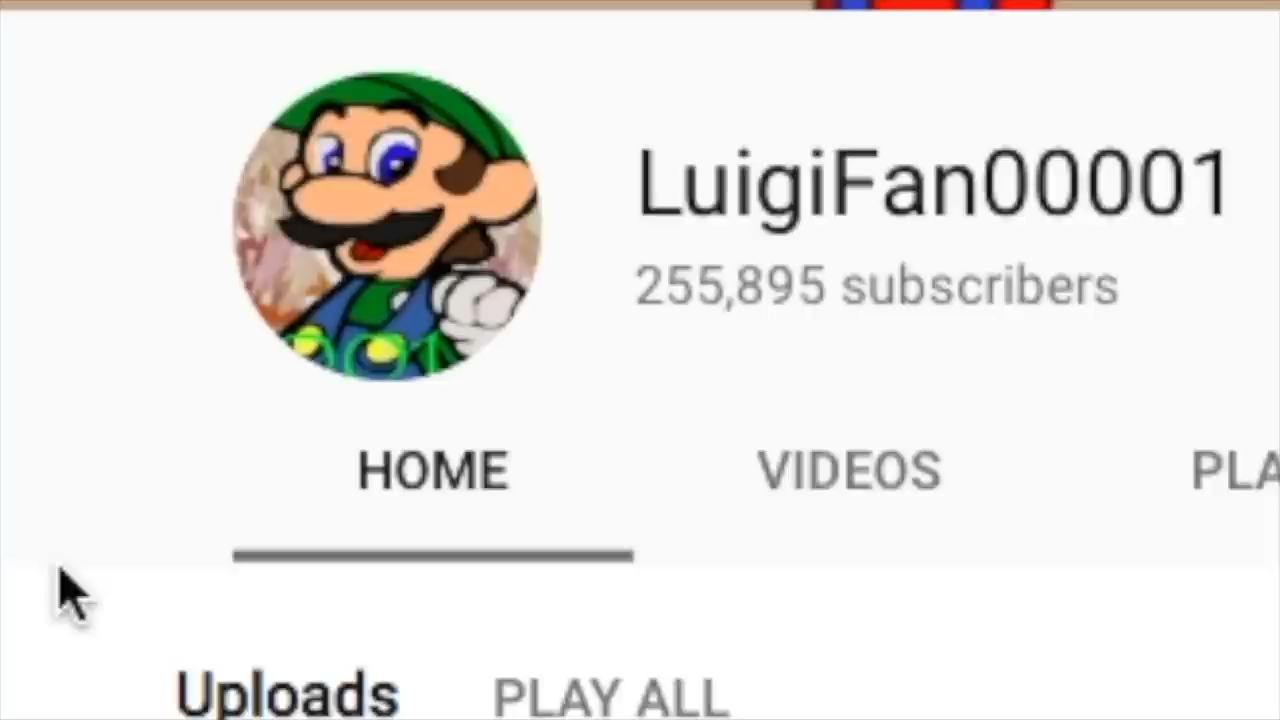 LuigiFan00001
255,895 subscribers
HOME VIDEOS PLA
Uploads PLAY ALL